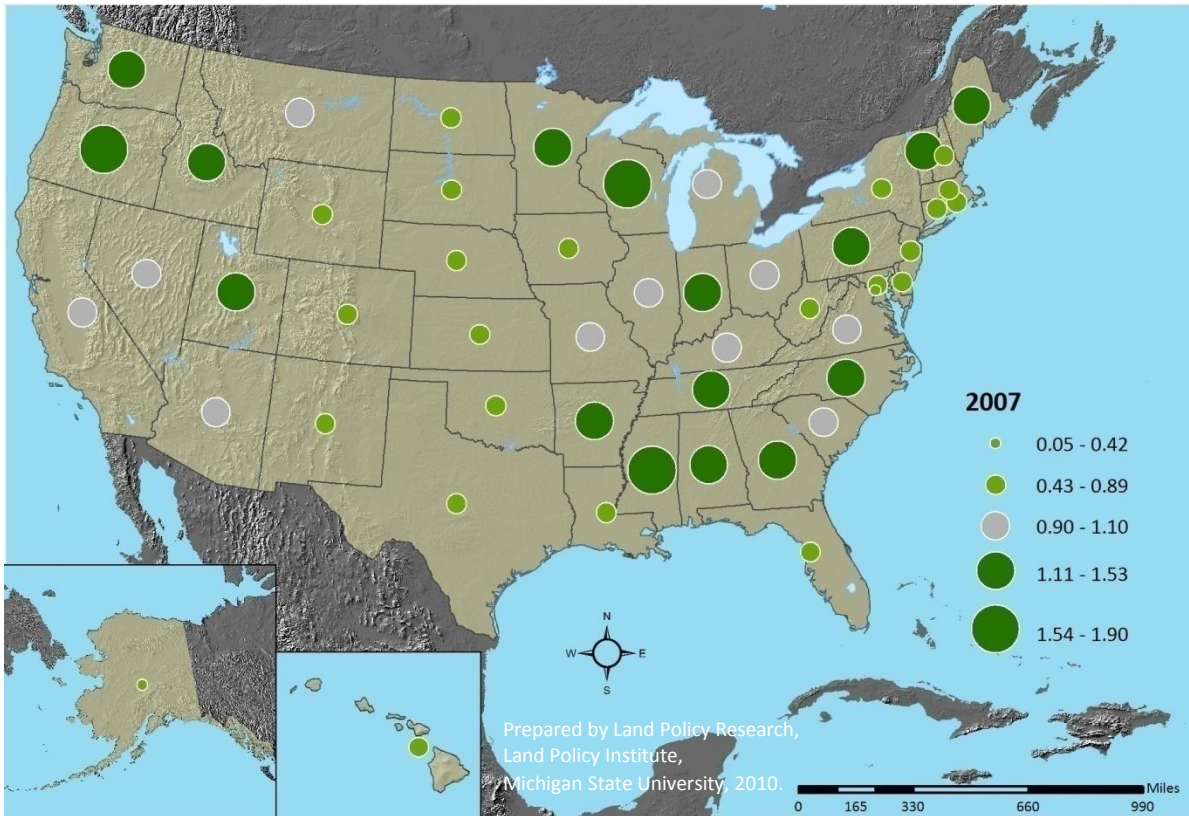 2007
0.05 - 0.42
0.43 - 0.89
0.90 - 1.10
1.11 - 1.53
1.54 - 1.90
N
W E
S
Prepared by Land Policy Research,
Land Policy Institute,
Michigan State University, 2010.
Miles
0 165 330 660 990